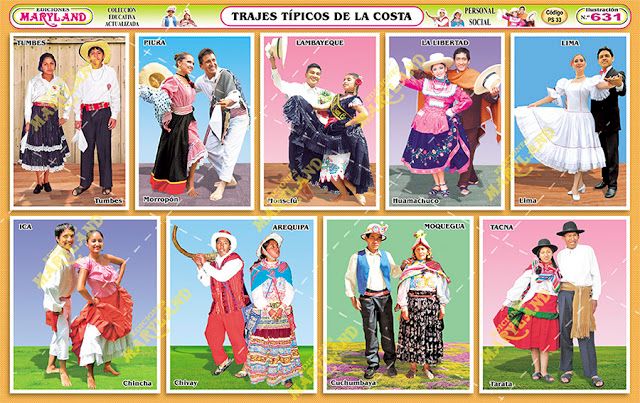 EDICIONES
MARYLAND
COLECCIÓN
EDUCATIVA
ACTUALIZADA
TRAJES TÍPICOS DE LA COSTA
PERSONAL
SOCIAL
Código
PS 33
Ilustración
N.º 631
TUMBES
Tumbes
PIURA
Morropón
LAMBAYEQUE
Monsefú
LA LIBERTAD
Huamachuco
LIMA
Lima
ICA
Chincha
AREQUIPA
Chivay
MOQUEGUA
Cuchumbaya
TACNA
Tarata